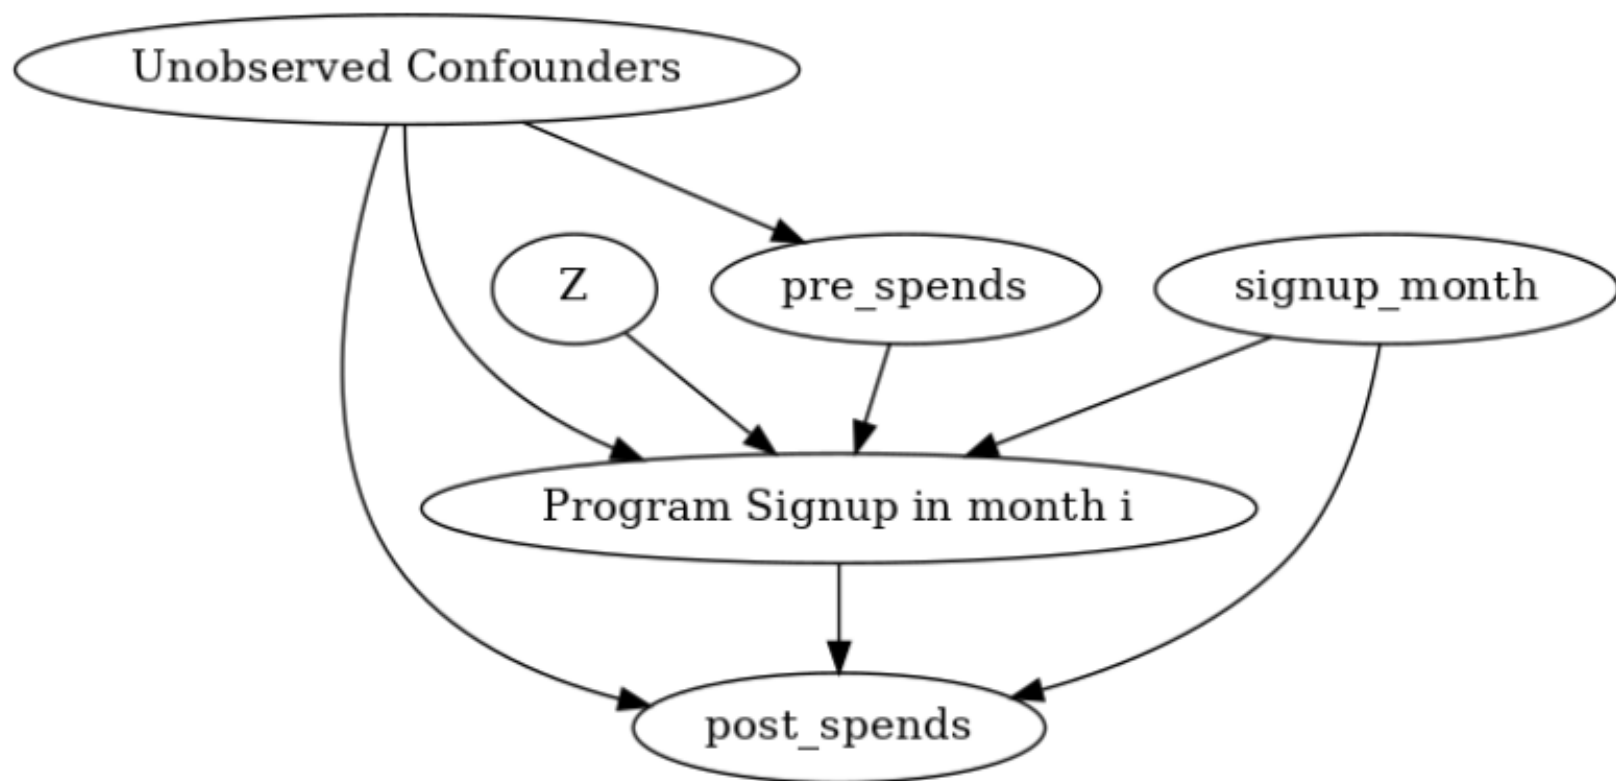 Unobserved Confounders
Z
pre_spends
signup_month
Program Signup in month i
post_spends